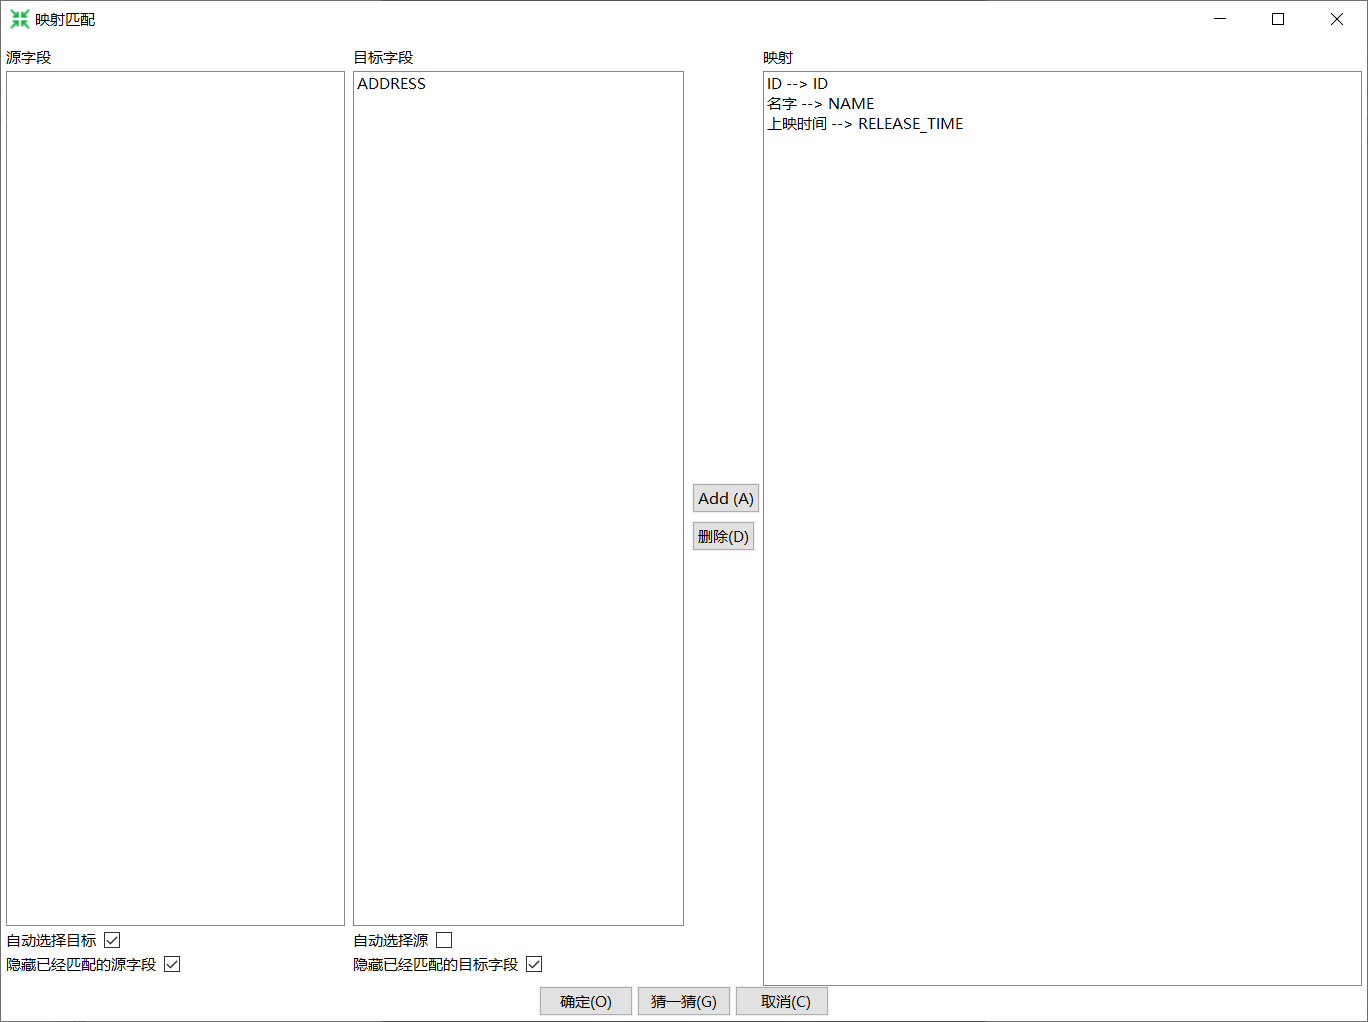 映射匹配
源字段
目标字段
映射
ADDRESS
ID --> ID
名字 --> NAME
上映时间 --> RELEASE_TIME
Add (A)
删除(D)
自动选择目标
自动选择源
隐藏已经匹配的源字段
隐藏已经匹配的目标字段
确定(O)
猜一猜(G)
取消(C)